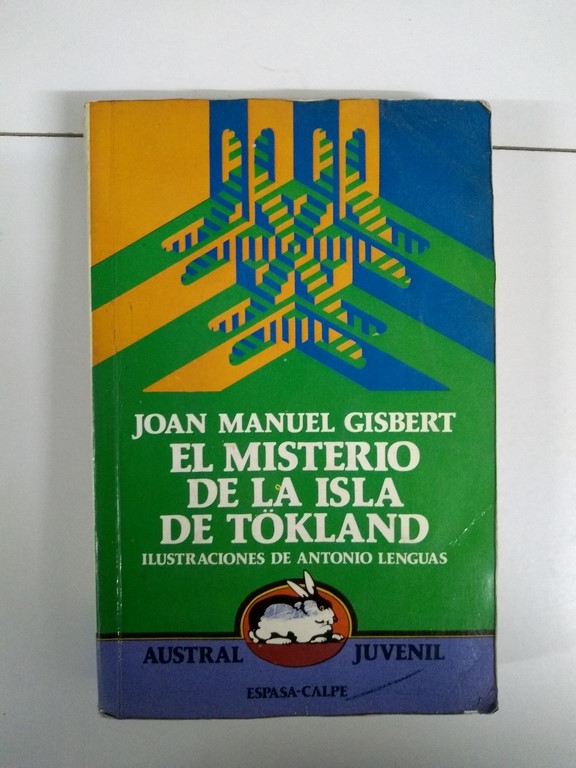 JOAN MANUEL GISBERT
EL MISTERIO
DE LA ISLA
DE TÖKLAND
ILUSTRACIONES DE ANTONIO LENGUAS
AUSTRAL JUVENIL
ESPASA-CALPE